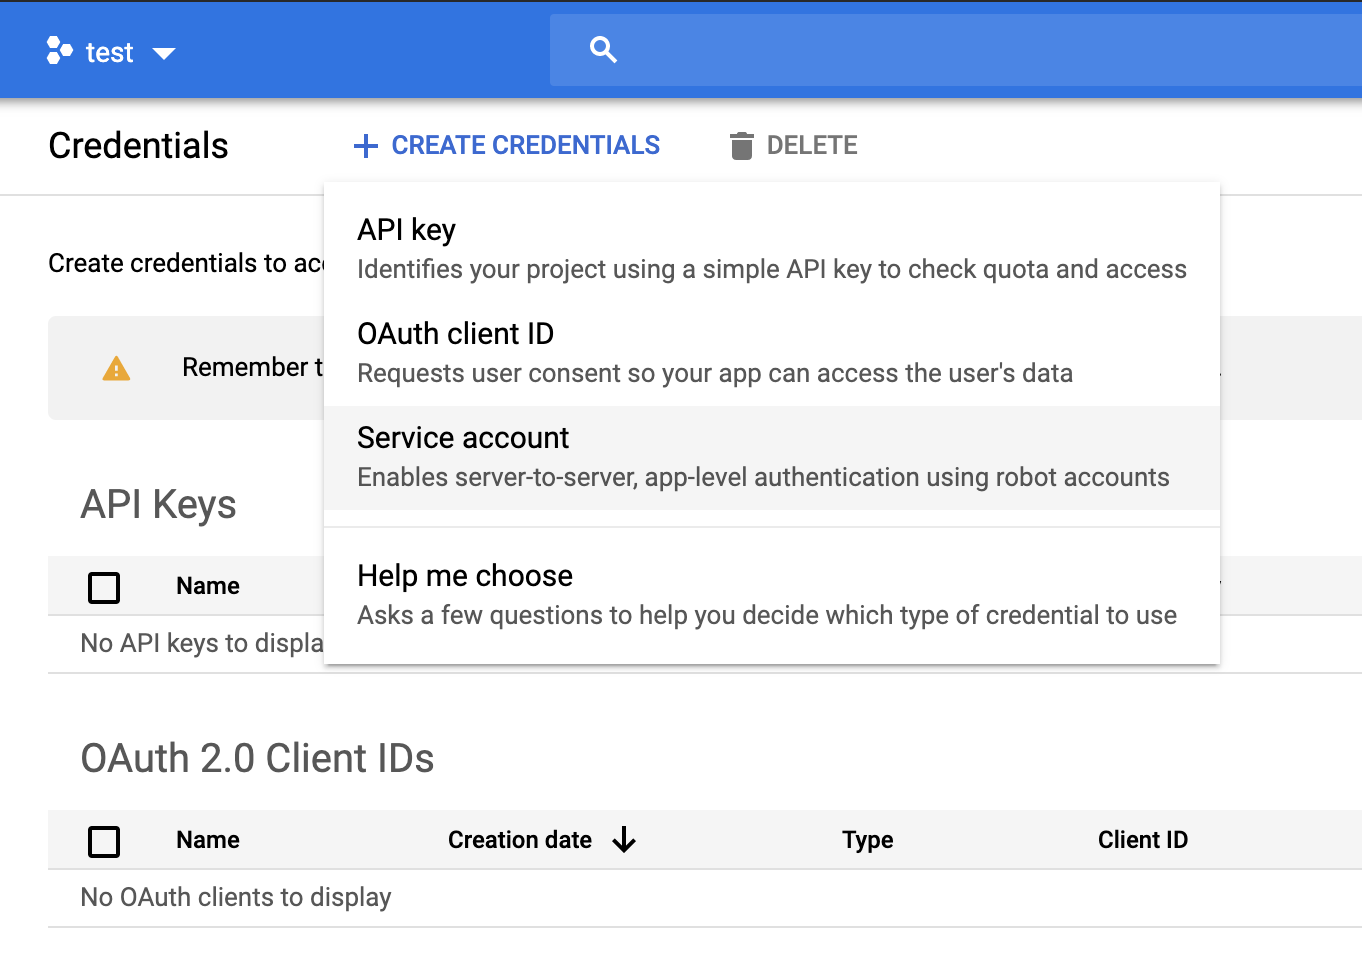 test
Credentials
CREATE CREDENTIALS
DELETE
Create credentials to
API key
Identifies your project using a simple API key to check quota and access
OAuth client ID
Requests user consent so your app can access the user's data
Remember
Service account
Enables server-to-server, app-level authentication using robot accounts
Help me choose
Asks a few questions to help you decide which type of credential to use
API Keys
Name
No API keys to
OAuth 2.0 Client IDs
Name Creation date Type Client ID
No OAuth clients to display